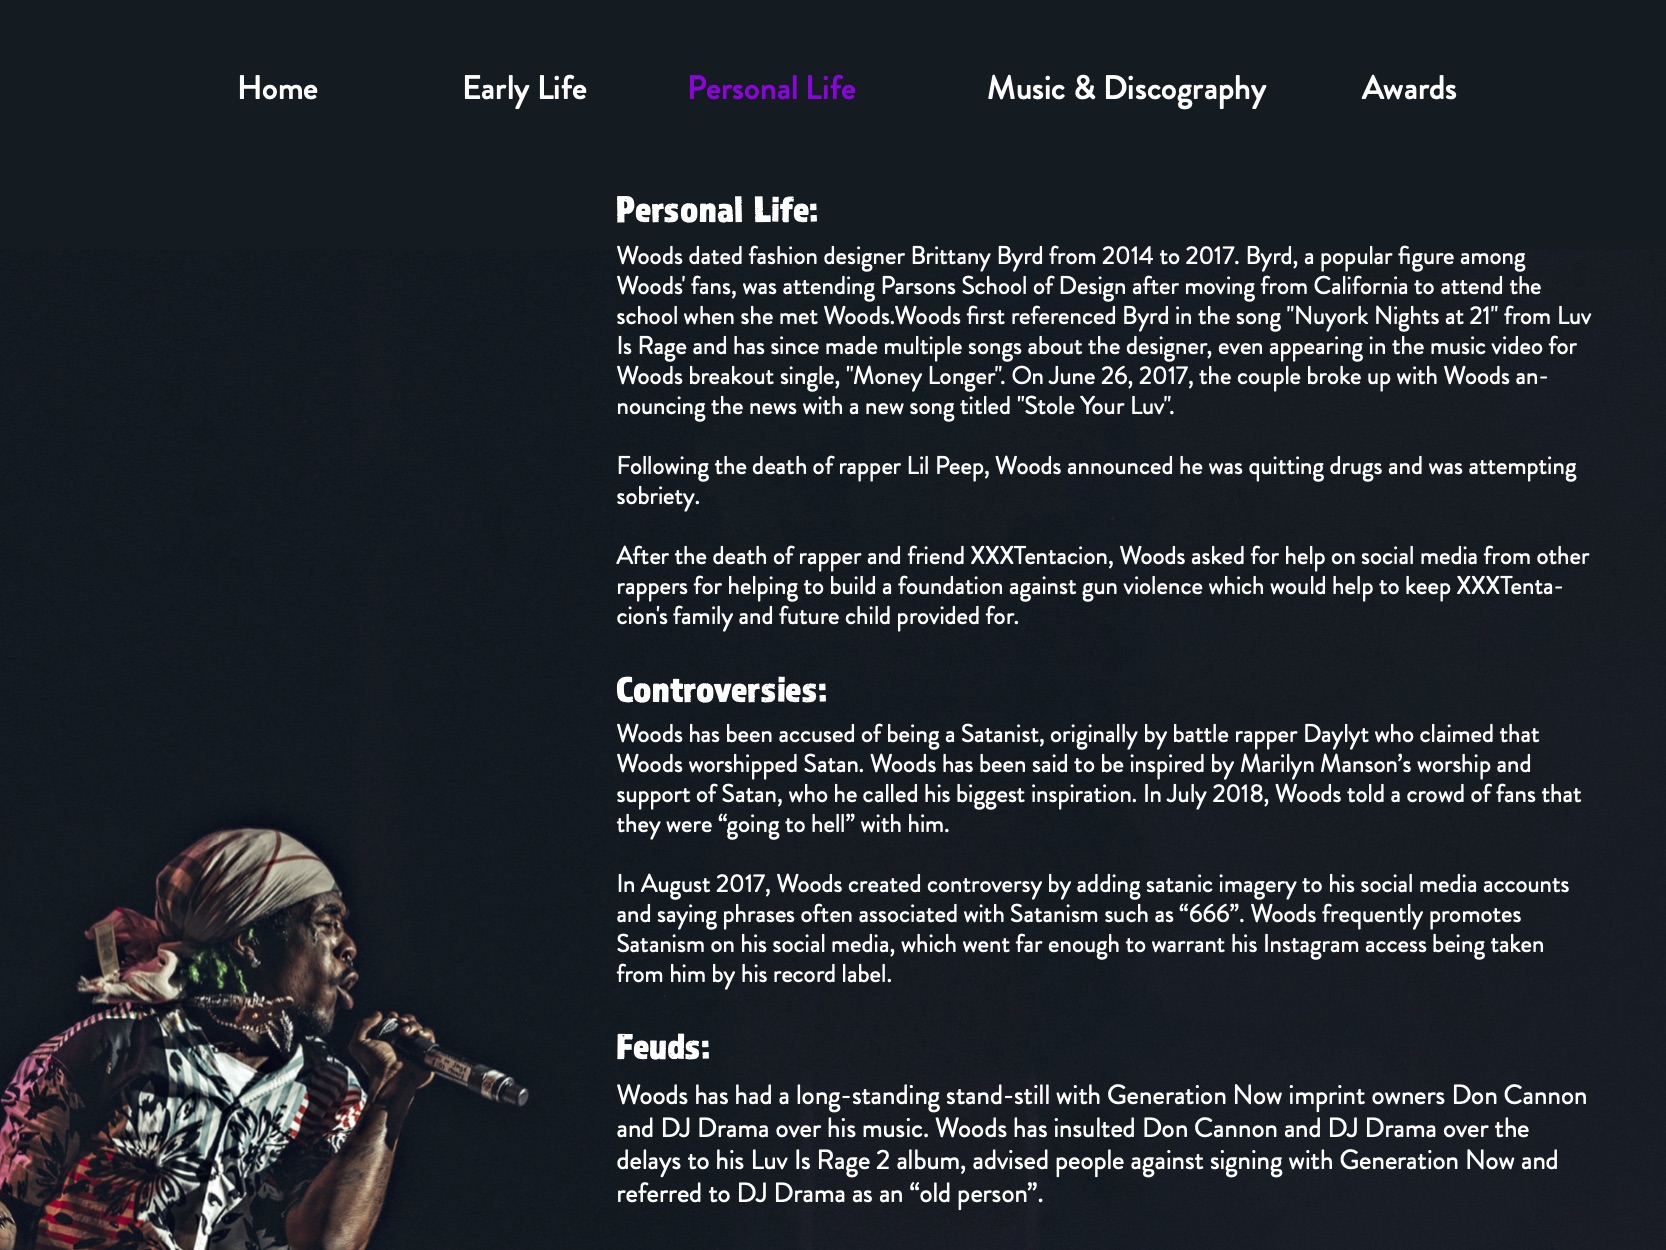 Home Early Life Personal Life Music & Discography Awards
Personal Life:
Woods dated fashion designer Brittany Byrd from 2014 to 2017. Byrd, a popular figure among
Woods' fans, was attending Parsons School of Design after moving from California to attend the
school when she met Woods.Woods first referenced Byrd in the song "Nuyork Nights at 21" from Luv
Is Rage and has since made multiple songs about the designer, even appearing in the music video for
Woods breakout single, "Money Longer". On June 26, 2017, the couple broke up with Woods an-
nouncing the news with a new song titled "Stole Your Luv".
Following the death of rapper Lil Peep, Woods announced he was quitting drugs and was attempting
sobriety.
After the death of rapper and friend XXXTentacion, Woods asked for help on social media from other
rappers for helping to build a foundation against gun violence which would help to keep XXXTenta-
cion's family and future child provided for.
Controversies:
Woods has been accused of being a Satanist, originally by battle rapper Daylyt who claimed that
Woods worshipped Satan. Woods has been said to be inspired by Marilyn Manson’s worship and
support of Satan, who he called his biggest inspiration. In July 2018, Woods told a crowd of fans that
they were “going to hell” with him.
In August 2017, Woods created controversy by adding satanic imagery to his social media accounts
and saying phrases often associated with Satanism such as “666”. Woods frequently promotes
Satanism on his social media, which went far enough to warrant his Instagram access being taken
from him by his record label.
Feuds:
Woods has had a long-standing stand-still with Generation Now imprint owners Don Cannon
and DJ Drama over his music. Woods has insulted Don Cannon and DJ Drama over the
delays to his Luv Is Rage 2 album, advised people against signing with Generation Now and
referred to DJ Drama as an “old person”.